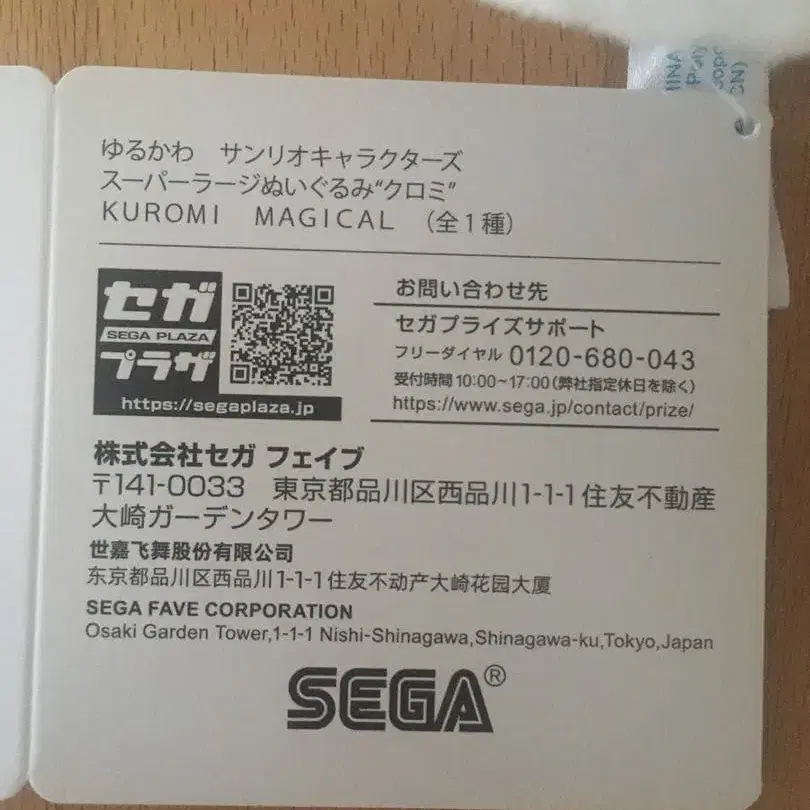 ゆるかわ　サンリオキャラクターズ
スーパーラージぬいぐるみ“クロミ”
KUROMI　MAGICAL　（全１種）
セガ
SEGA PLAZA
プラザ
https://segaplaza.jp
お問い合わせ先
セガプライズサポート
フリーダイヤル 0120-680-043
受付時間 10:00~17:00（弊社指定休日を除く）
https://www.sega.jp/contact/prize/
株式会社セガ フェイブ
〒141-0033　東京都品川区西品川1-1-1住友不動産
大崎ガーデンタワー
世嘉飞舞股份有限公司
东京都品川区西品川1-1-1住友不动产大崎花园大厦
SEGA FAVE CORPORATION
Osaki Garden Tower,1-1-1 Nishi-Shinagawa,Shinagawa-ku,Tokyo,Japan
SEGA®